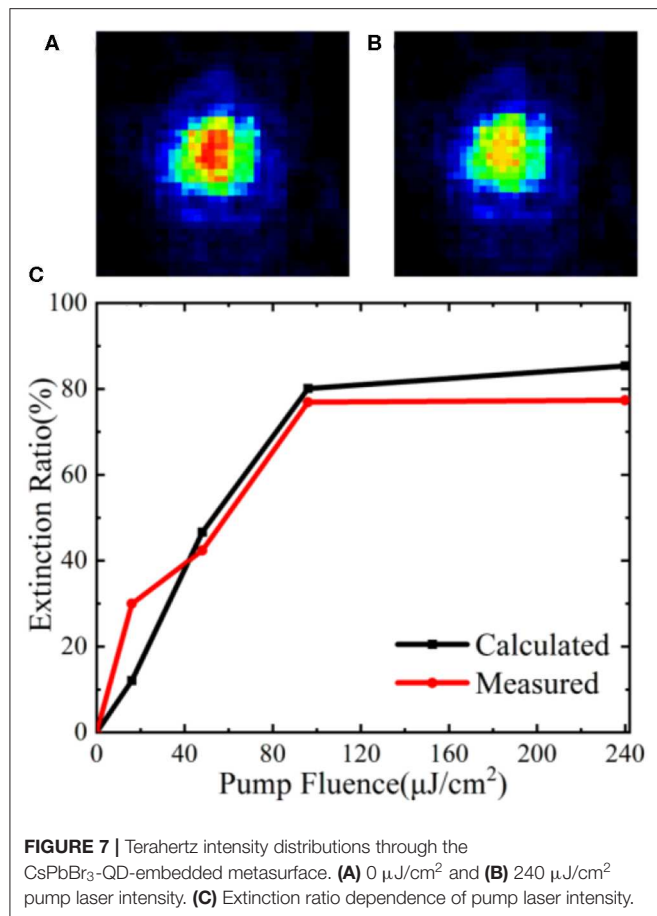 A
B
C
100
80
60
40
20
0
Extinction Ratio(%)
Calculated
Measured
0 40 80 120 160 200 240
Pump Fluence(μJ/cm²)
FIGURE 7 | Terahertz intensity distributions through the
CsPbBr₃-QD-embedded metasurface. (A) 0 μJ/cm² and (B) 240 μJ/cm²
pump laser intensity. (C) Extinction ratio dependence of pump laser intensity.